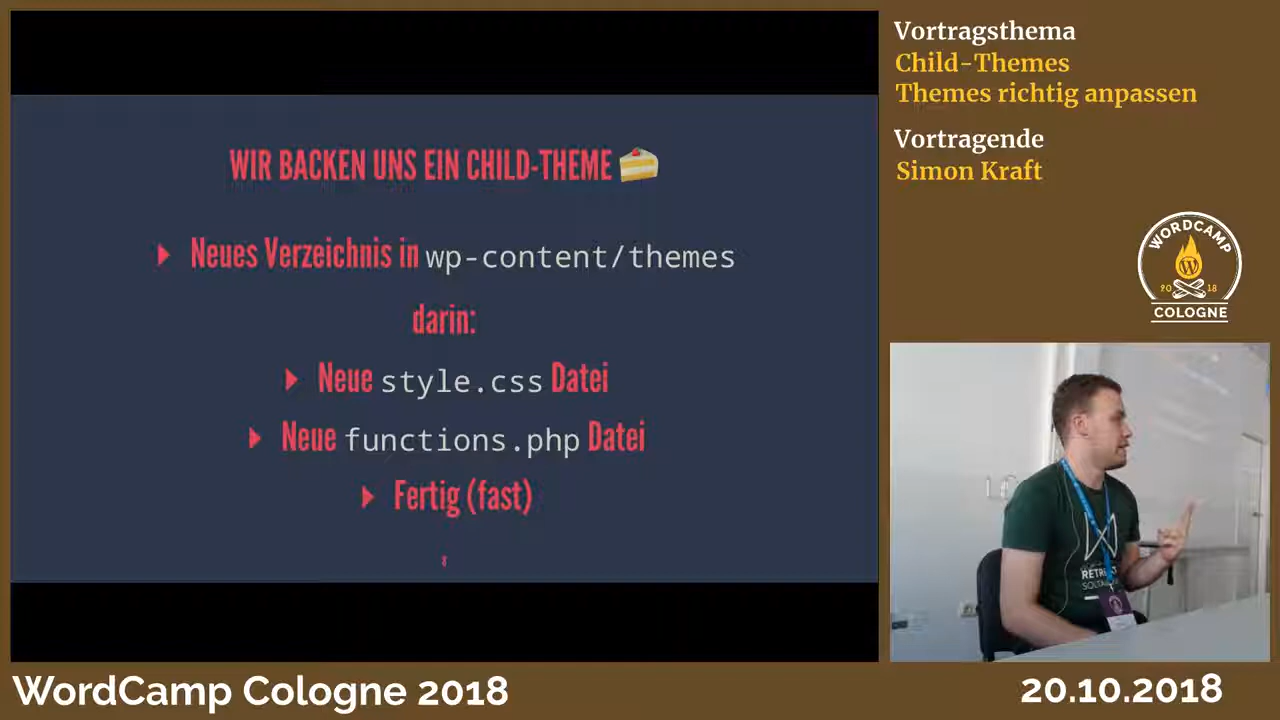 WIR BACKEN UNS EIN CHILD-THEME 🍰
Neues Verzeichnis in wp-content/themes
darin:
Neue style.css Datei
Neue functions.php Datei
Fertig (fast)
Vortragsthema
Child-Themes
Themes richtig anpassen
Vortragende
Simon Kraft
WORDCAMP
2018
COLOGNE
RETREAT
WordCamp Cologne 2018
20.10.2018